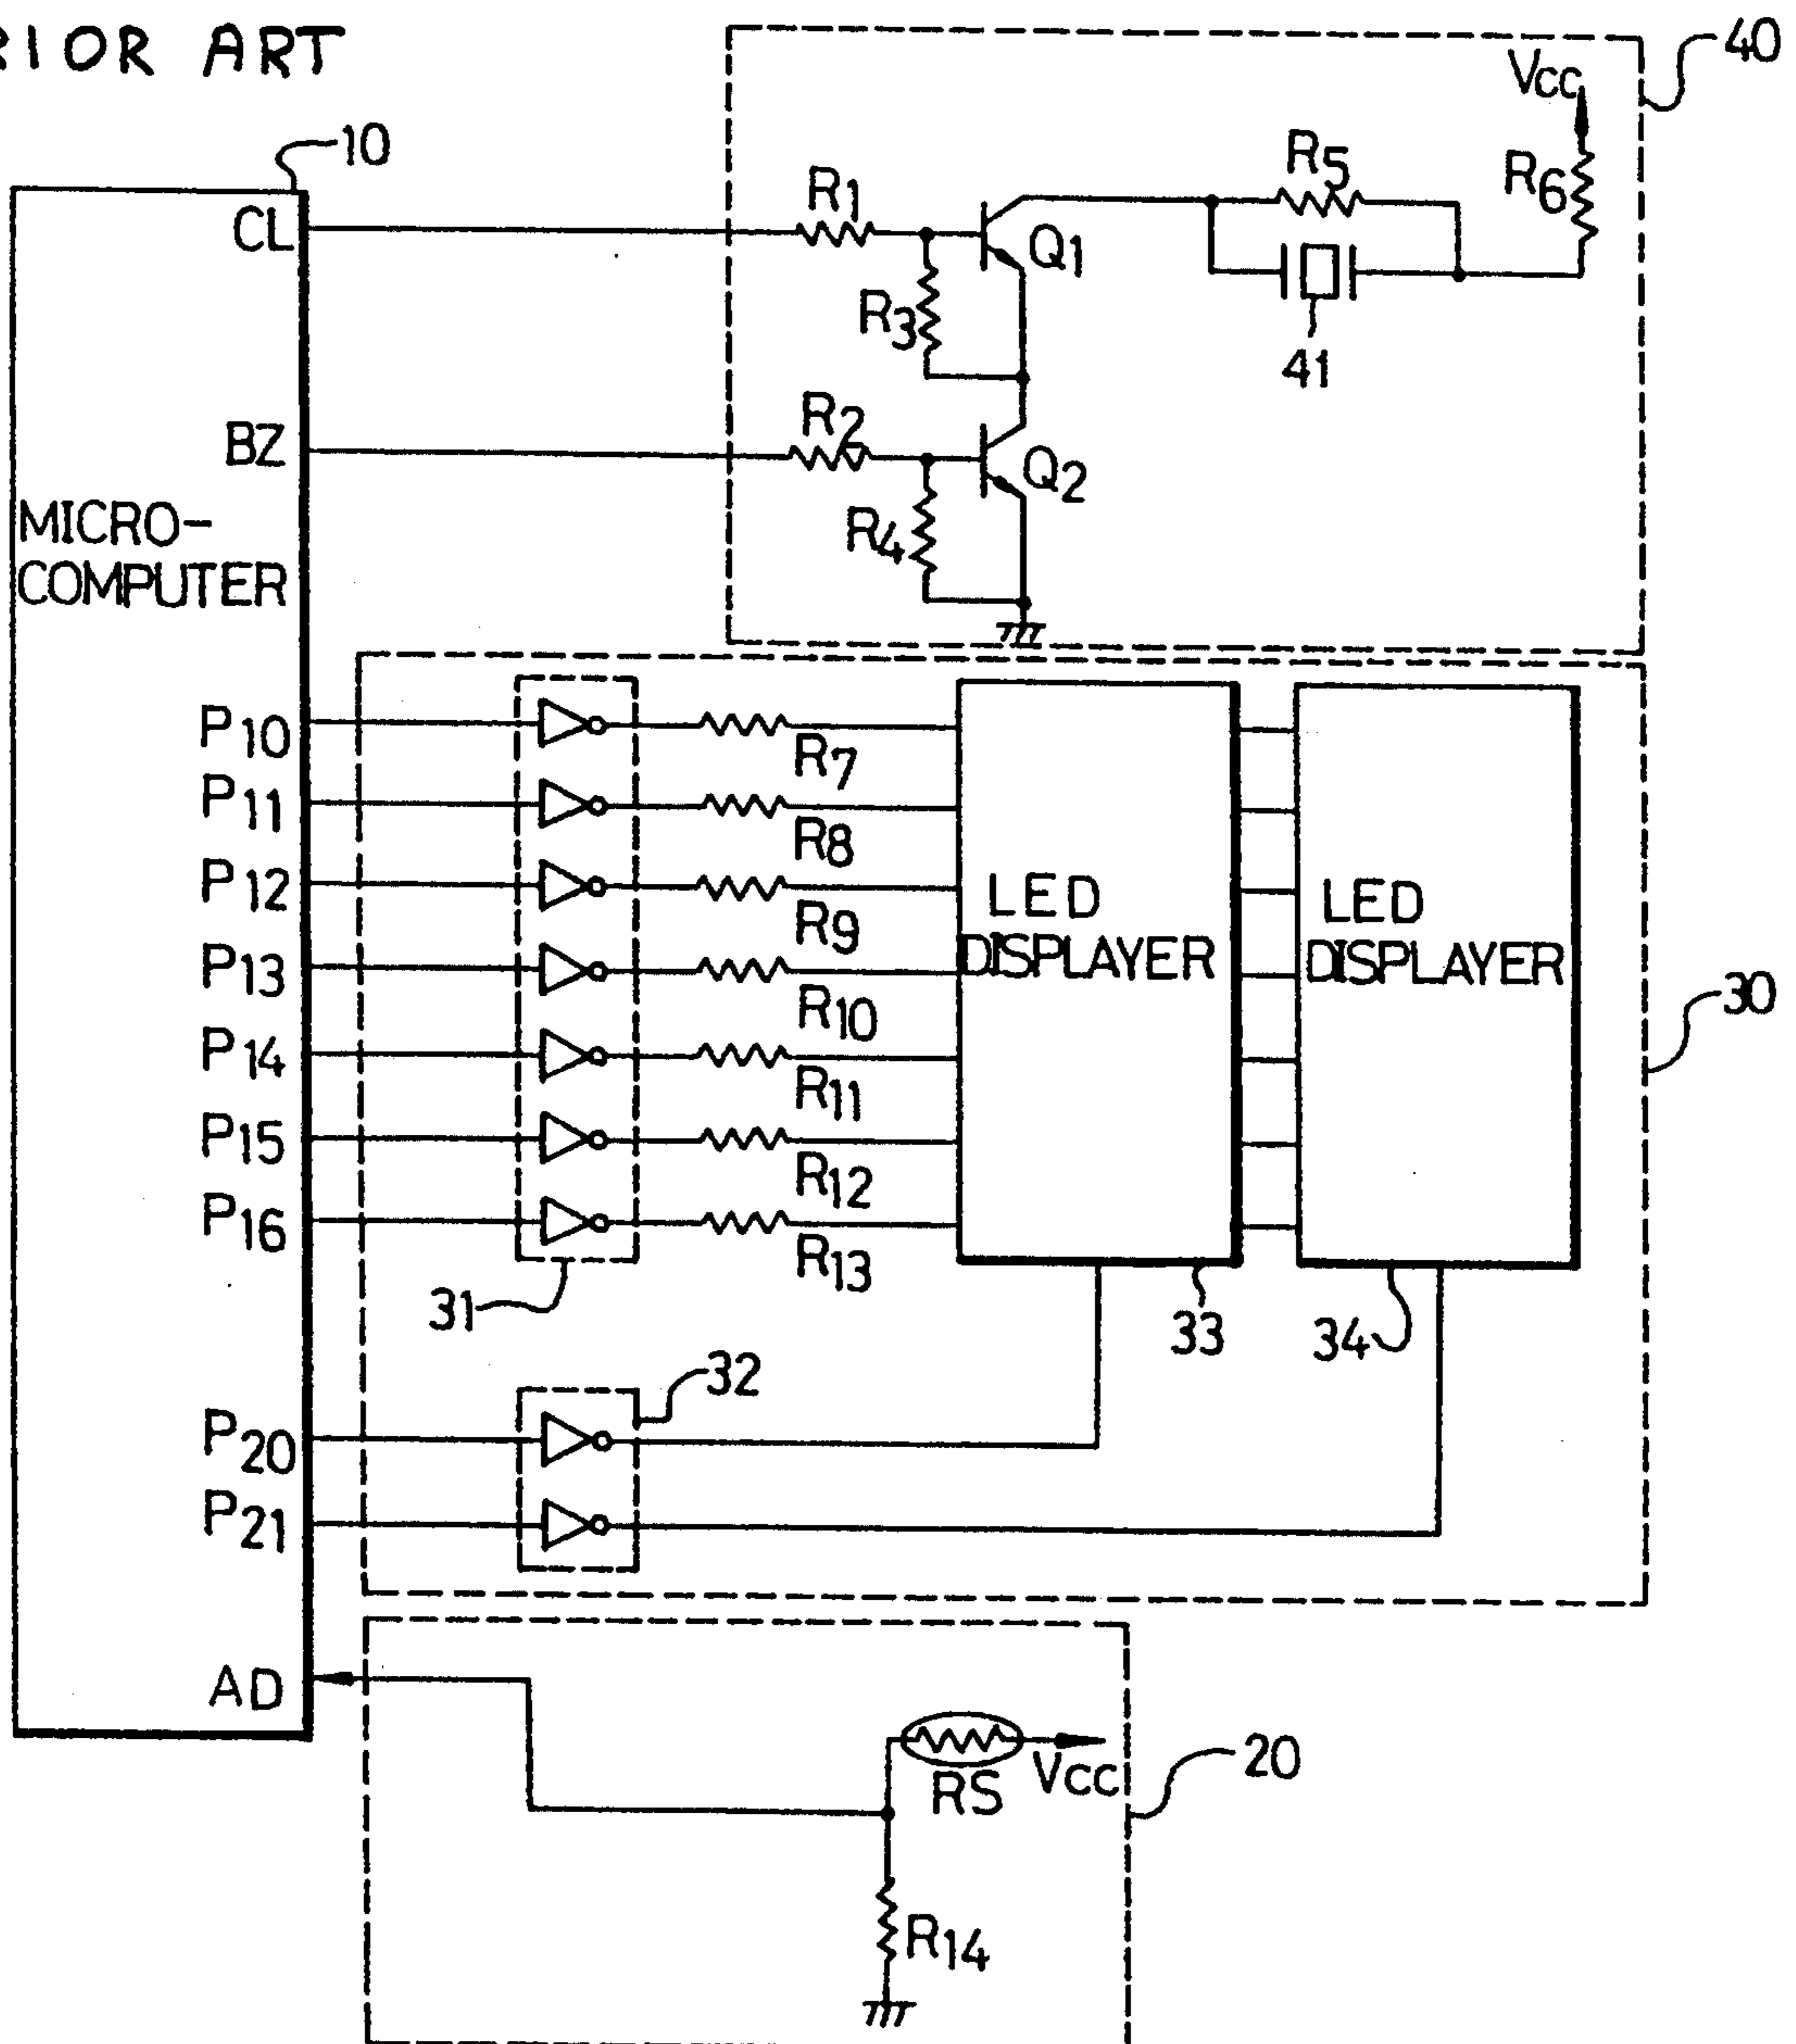 RIOR ART
40
Vcc
10
R5
R6
R1
CL
Q1
R3
41
R2
BZ
Q2
R4
MICRO-
COMPUTER
P10
R7
P11
R8
P12
LED
DISPLAYER
LED
DISPLAYER
R9
P13
30
R10
P14
R11
P15
R12
P16
R13
31
33
34
32
P20
P21
AD
20
RS
Vcc
R14